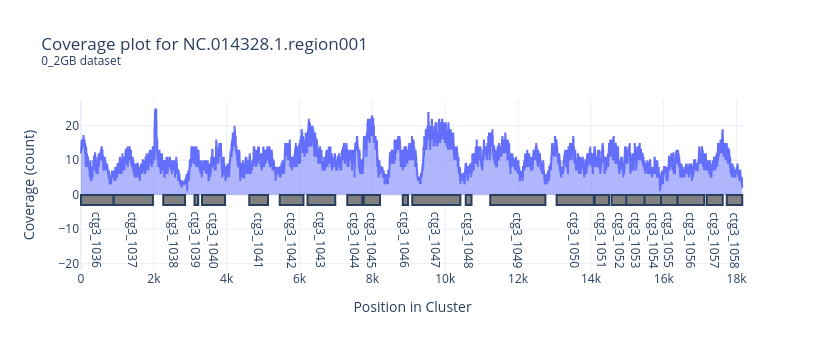 Coverage plot for NC.014328.1.region001
0_2GB dataset
Coverage (count)
20
10
0
−10
−20
ctg3_1036
ctg3_1037
ctg3_1038
ctg3_1039
ctg3_1040
ctg3_1041
ctg3_1042
ctg3_1043
ctg3_1044
ctg3_1045
ctg3_1046
ctg3_1047
ctg3_1048
ctg3_1049
ctg3_1050
ctg3_1051
ctg3_1052
ctg3_1053
ctg3_1054
ctg3_1055
ctg3_1056
ctg3_1057
ctg3_1058
0 2k 4k 6k 8k 10k 12k 14k 16k 18k
Position in Cluster